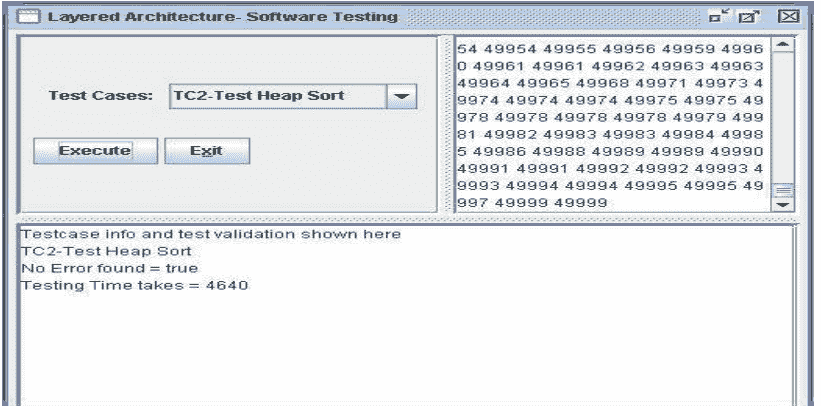 Layered Architecture- Software Testing
Test Cases:
TC2-Test Heap Sort
Execute
Exit
54 49954 49955 49956 49959 4996
0 49961 49961 49962 49963 49963
49964 49965 49968 49971 49973 4
9974 49974 49974 49975 49975 49
978 49978 49978 49978 49979 499
81 49982 49983 49983 49984 4998
5 49986 49988 49989 49989 49990
49991 49991 49992 49992 49993 4
9993 49994 49994 49995 49995 49
997 49999 49999
Testcase info and test validation shown here
TC2-Test Heap Sort
No Error found = true
Testing Time takes = 4640